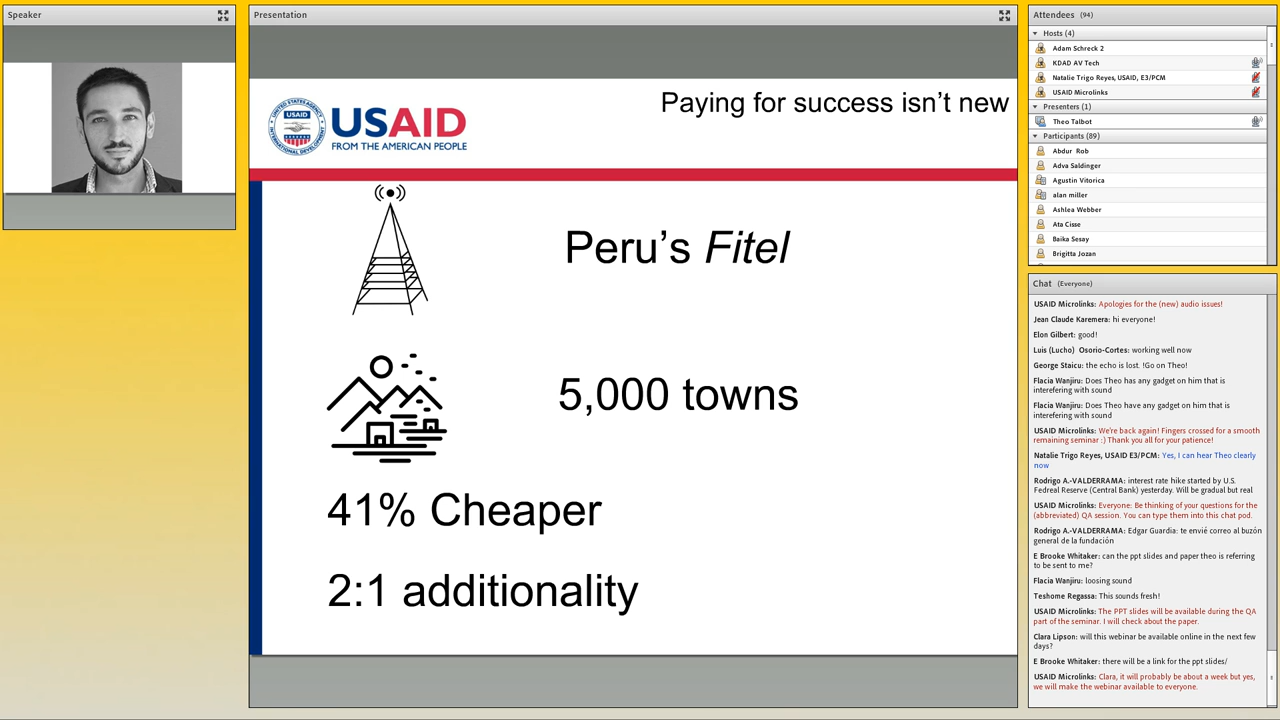 Speaker
Presentation
UNITED STATES AGENCY
USAID
INTERNATIONAL DEVELOPMENT
USAID
FROM THE AMERICAN PEOPLE
Paying for success isn’t new
Peru’s Fitel
5,000 towns
41% Cheaper
2:1 additionality
Attendees (94)
Hosts (4)
Adam Schreck 2
KDAD AV Tech
Natalie Trigo Reyes, USAID, E3/PCM
USAID Microlinks
Presenters (1)
Theo Talbot
Participants (89)
Abdur Rob
Adva Saldinger
Agustin Vitorica
alan miller
Ashlea Webber
Ata Cisse
Baika Sesay
Brigitta Jozan
Chat (Everyone)
USAID Microlinks: Apologies for the (new) audio issues!
Jean Claude Karemera: hi everyone!
Elon Gilbert: good!
Luis (Lucho) Osorio-Cortes: working well now
George Staicu: the echo is lost. !Go on Theo!
Flacia Wanjiru: Does Theo has any gadget on him that is
interefering with sound
Flacia Wanjiru: Does Theo have any gadget on him that is
interefering with sound
USAID Microlinks: We're back again! Fingers crossed for a smooth
remaining seminar :) Thank you all for your patience!
Natalie Trigo Reyes, USAID E3/PCM: Yes, I can hear Theo clearly
now
Rodrigo A.-VALDERRAMA: interest rate hike started by U.S.
Fedreal Reserve (Central Bank) yesterday. Will be gradual but real
USAID Microlinks: Everyone: Be thinking of your questions for the
(abbreviated) QA session. You can type them into this chat pod.
Rodrigo A.-VALDERRAMA: Edgar Guardia: te envié correo al buzón
general de la fundación
E Brooke Whitaker: can the ppt slides and paper theo is referring
to be sent to me?
Flacia Wanjiru: loosing sound
Teshome Regassa: This sounds fresh!
USAID Microlinks: The PPT slides will be available during the QA
part of the seminar. I will check about the paper.
Clara Lipson: will this webinar be available online in the next few
days?
E Brooke Whitaker: there will be a link for the ppt slides/
USAID Microlinks: Clara, it will probably be about a week but yes,
we will make the webinar available to everyone.